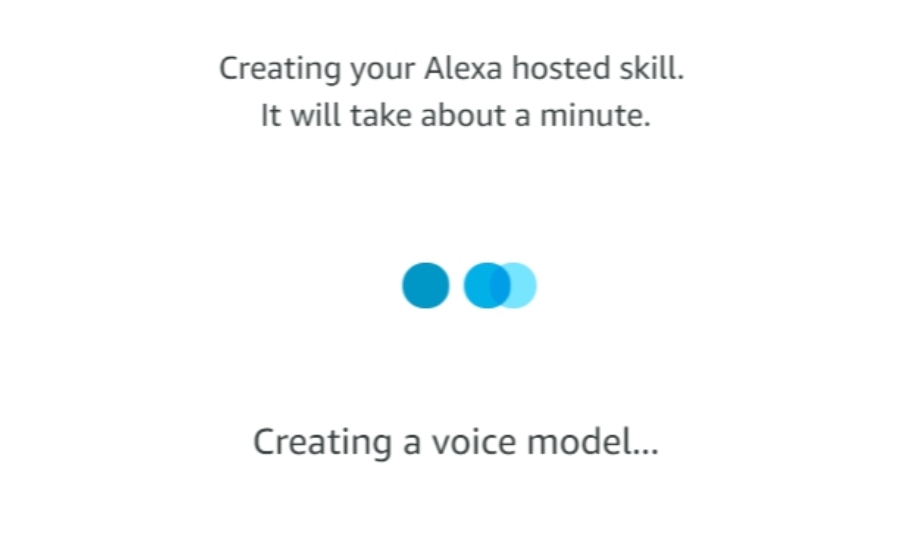 Creating your Alexa hosted skill.
It will take about a minute.
Creating a voice model...